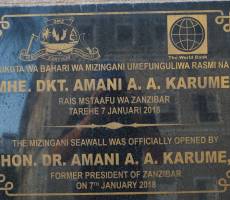 The World Bank
UKUTA WA BAHARI WA MIZINGANI UMEFUNGULIWA RASMI NA
MHE. DKT. AMANI A. A. KARUME
RAIS MSTAAFU WA ZANZIBAR
TAREHE 7 JANUARI 2018
THE MIZINGANI SEAWALL WAS OFFICIALLY OPENED BY
HON. DR. AMANI A. A. KARUME,
FORMER PRESIDENT OF ZANZIBAR
ON 7TH JANUARY 2018